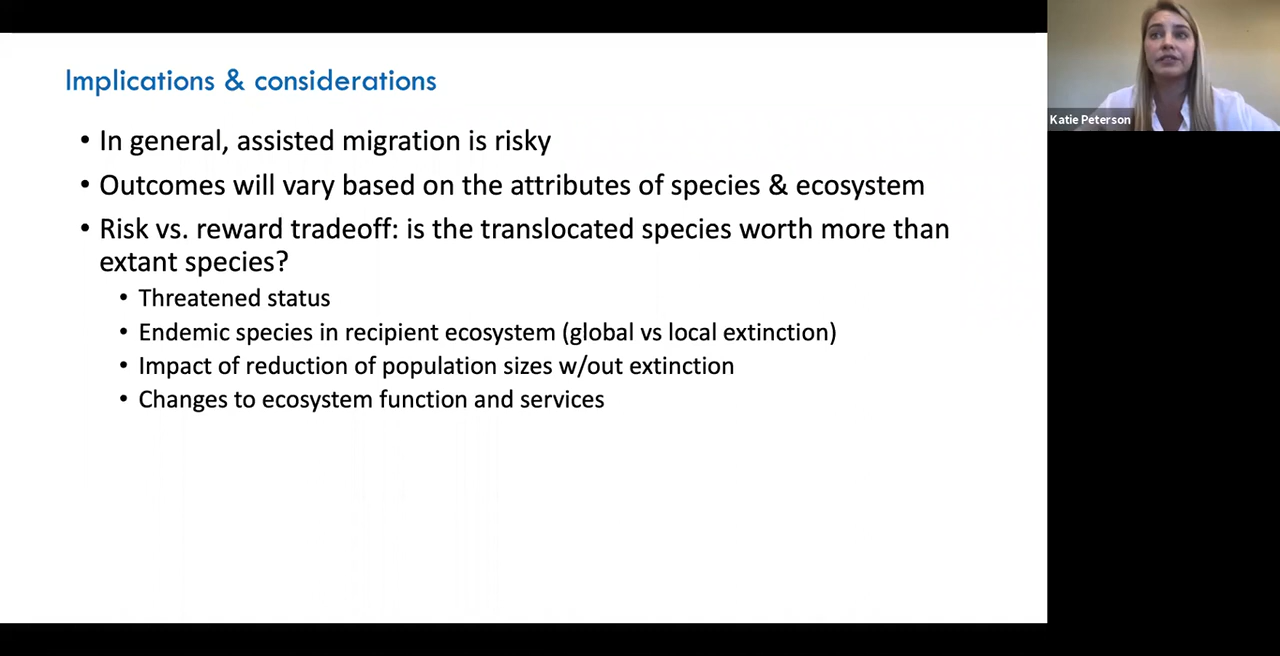 Implications & considerations
• In general, assisted migration is risky
• Outcomes will vary based on the attributes of species & ecosystem
• Risk vs. reward tradeoff: is the translocated species worth more than
extant species?
• Threatened status
• Endemic species in recipient ecosystem (global vs local extinction)
• Impact of reduction of population sizes w/out extinction
• Changes to ecosystem function and services
Katie Peterson